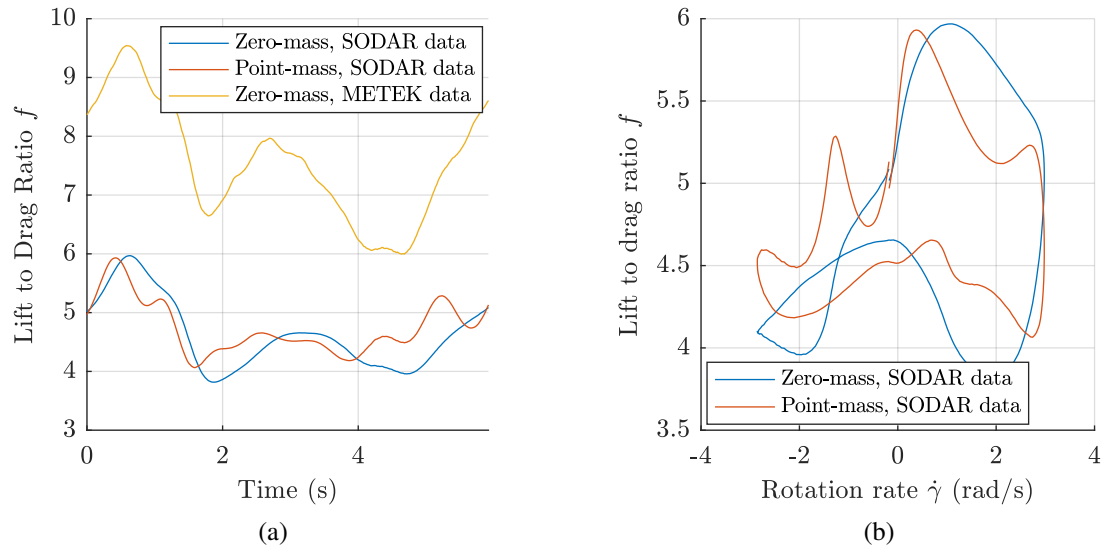 10
9
8
7
6
5
4
3
Lift to Drag Ratio f
Zero-mass, SODAR data
Point-mass, SODAR data
Zero-mass, METEK data
0 2 4
Time (s)
(a)
6
5.5
5
4.5
4
3.5
Lift to drag ratio f
Zero-mass, SODAR data
Point-mass, SODAR data
-4 -2 0 2 4
Rotation rate γ̇ (rad/s)
(b)